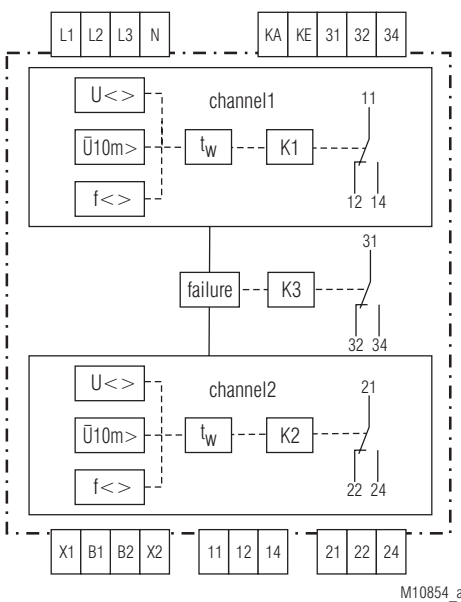 L1 L2 L3 N KA KE 31 32 34
U<> channel1 11
Ū10m> tw K1
f<> 12 14
31
failure K3
32 34
U<> channel2 21
Ū10m> tw K2
f<> 22 24
X1 B1 B2 X2 11 12 14 21 22 24
M10854_a